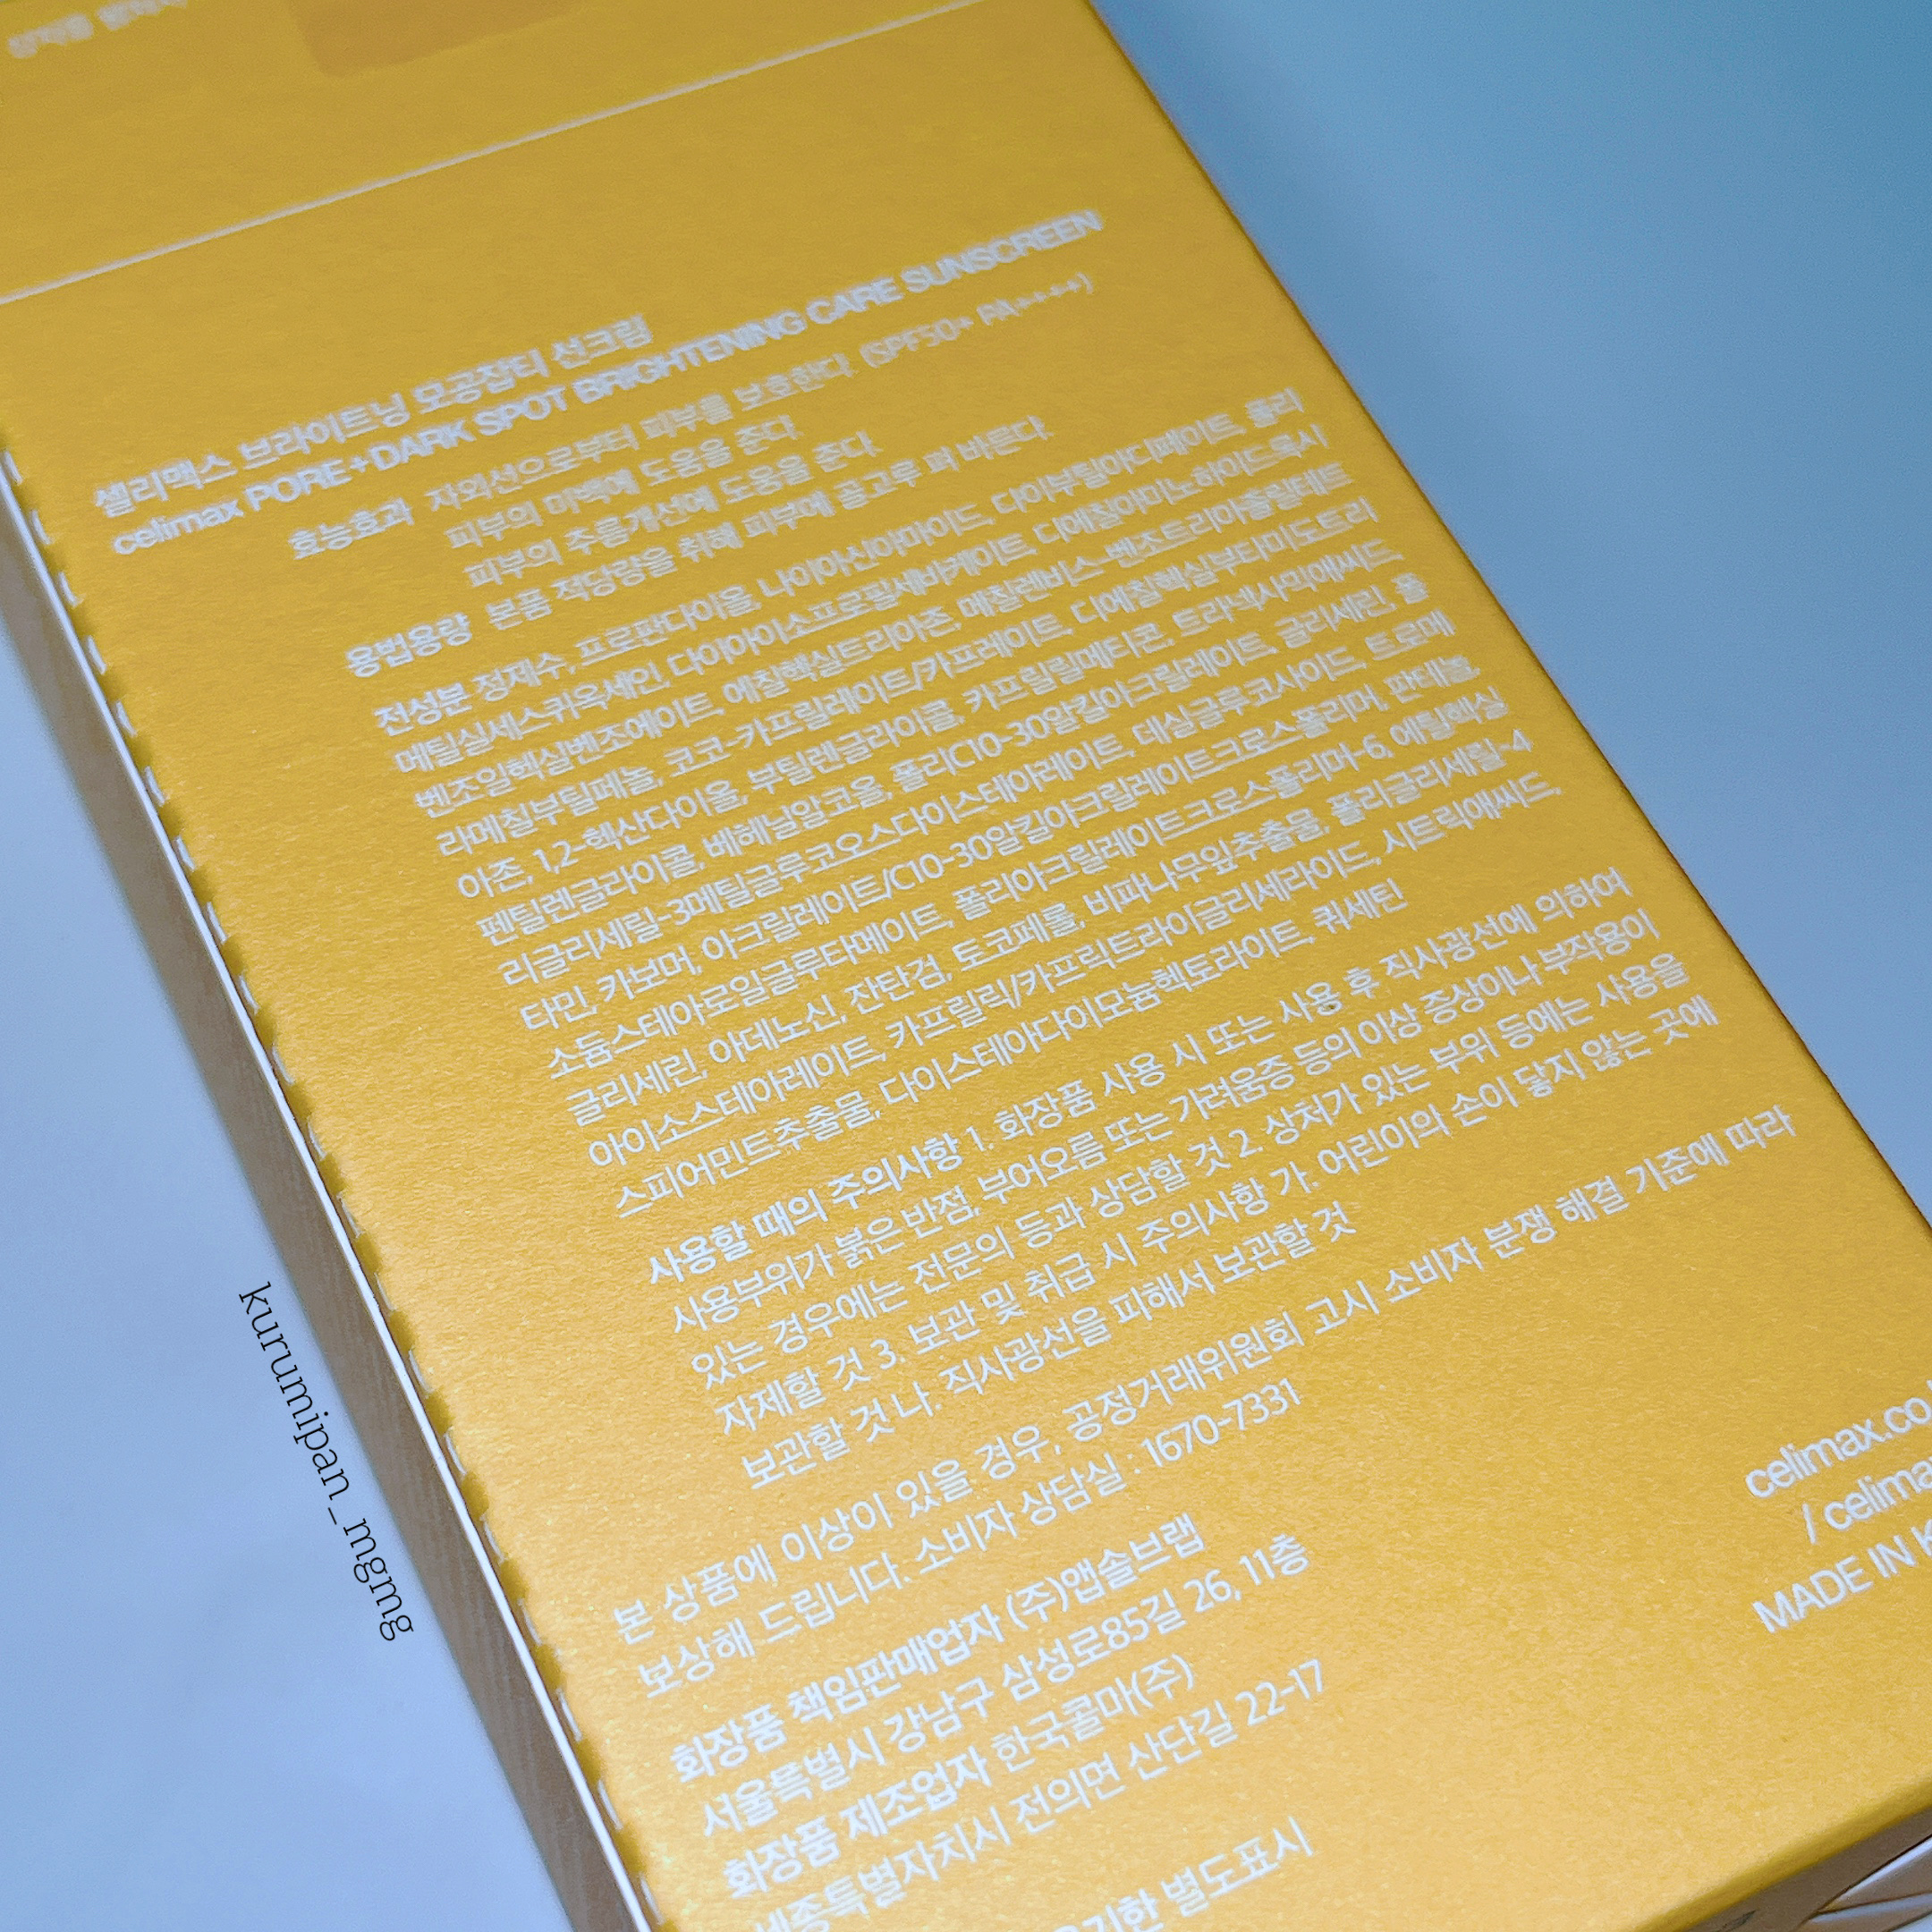 셀리맥스 브라이트닝 모공잡티 선크림
celimax PORE+DARK SPOT BRIGHTENING CARE SUNSCREEN
효능효과 자외선으로부터 피부를 보호한다. (SPF50+ PA++++)
피부의 미백에 도움을 준다.
피부의 주름개선에 도움을 준다.
용법용량 본품 적당량을 취해 피부에 골고루 펴 바른다.
전성분 정제수, 프로판다이올, 나이아신아마이드, 다이부틸아디페이트, 폴리
메틸실세스퀴옥세인, 다이아이소프로필세바케이트, 디에칠아미노하이드록시
벤조일헥실벤조에이트, 에칠헥실트리아존, 메칠렌비스-벤조트리아졸릴테트
라메칠부틸페놀, 코코-카프릴레이트/카프레이트, 디에칠헥실부타미도트리
아존, 1,2-헥산다이올, 부틸렌글라이콜, 카프릴릴메티콘, 트라넥사믹애씨드,
펜틸렌글라이콜, 베헤닐알코올, 폴리C10-30알킬아크릴레이트, 글리세린, 폴
리글리세릴-3메틸글루코오스다이스테아레이트, 데실글루코사이드, 트로메
타민, 카보머, 아크릴레이트/C10-30알킬아크릴레이트크로스폴리머, 판테놀,
소듐스테아로일글루타메이트, 폴리아크릴레이트크로스폴리머-6, 에틸헥실
글리세린, 아데노신, 잔탄검, 토코페롤, 비파나무잎추출물, 폴리글리세릴-4
아이소스테아레이트, 카프릴릭/카프릭트라이글리세라이드, 시트릭애씨드,
스피어민트추출물, 다이스테아다이모늄헥토라이트, 쿼세틴
사용할 때의 주의사항 1. 화장품 사용 시 또는 사용 후 직사광선에 의하여
사용부위가 붉은 반점, 부어오름 또는 가려움증 등의 이상 증상이나 부작용이
있는 경우에는 전문의 등과 상담할 것 2. 상처가 있는 부위 등에는 사용을
자제할 것 3. 보관 및 취급 시 주의사항 가. 어린이의 손이 닿지 않는 곳에
보관할 것 나. 직사광선을 피해서 보관할 것
본 상품에 이상이 있을 경우, 공정거래위원회 고시 소비자 분쟁 해결 기준에 따라
보상해 드립니다. 소비자 상담실 : 1670-7331
화장품 책임판매업자 (주)앱솔브랩
서울특별시 강남구 삼성로85길 26, 11층
화장품 제조업자 한국콜마(주)
세종특별자치시 전의면 산단길 22-17
별도표시
celimax.co
/ celima
MADE IN
kurumipan_mgmg